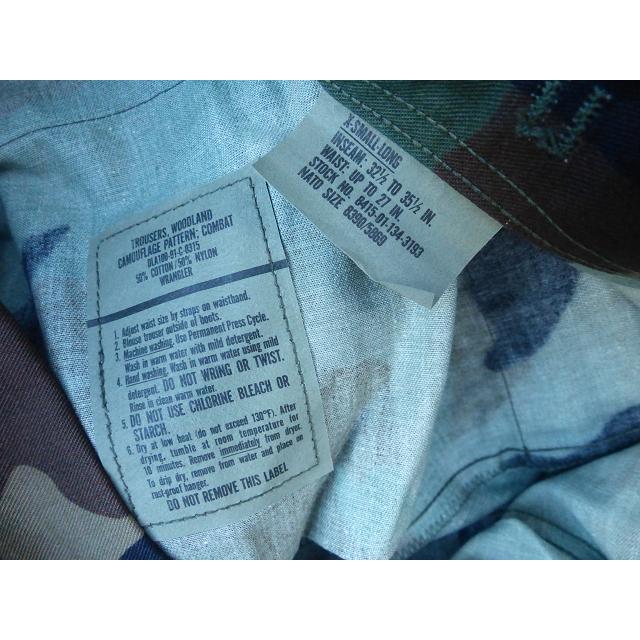 X-SMALL-LONG
INSEAM: 32½ TO 35½ IN.
WAIST: UP TO 27 IN.
STOCK NO. 8415-01-134-3193
NATO SIZE 6390/5869
TROUSERS, WOODLAND
CAMOUFLAGE PATTERN; COMBAT
DLA100-91-C-0315
50% COTTON/50% NYLON
WRANGLER
1. Adjust waist size by straps on waistband.
2. Blouse trouser outside of boots.
3. Machine washing. Use Permanent Press Cycle.
Wash in warm water with mild detergent.
4. Hand washing. Wash in warm water using mild
detergent. DO NOT WRING OR TWIST.
Rinse in clean warm water.
5. DO NOT USE CHLORINE BLEACH OR
STARCH.
6. Dry at low heat (do not exceed 130°F). After
drying, tumble at room temperature for
10 minutes. Remove immediately from dryer.
To drip dry, remove from water and place on
rust-proof hanger.
DO NOT REMOVE THIS LABEL